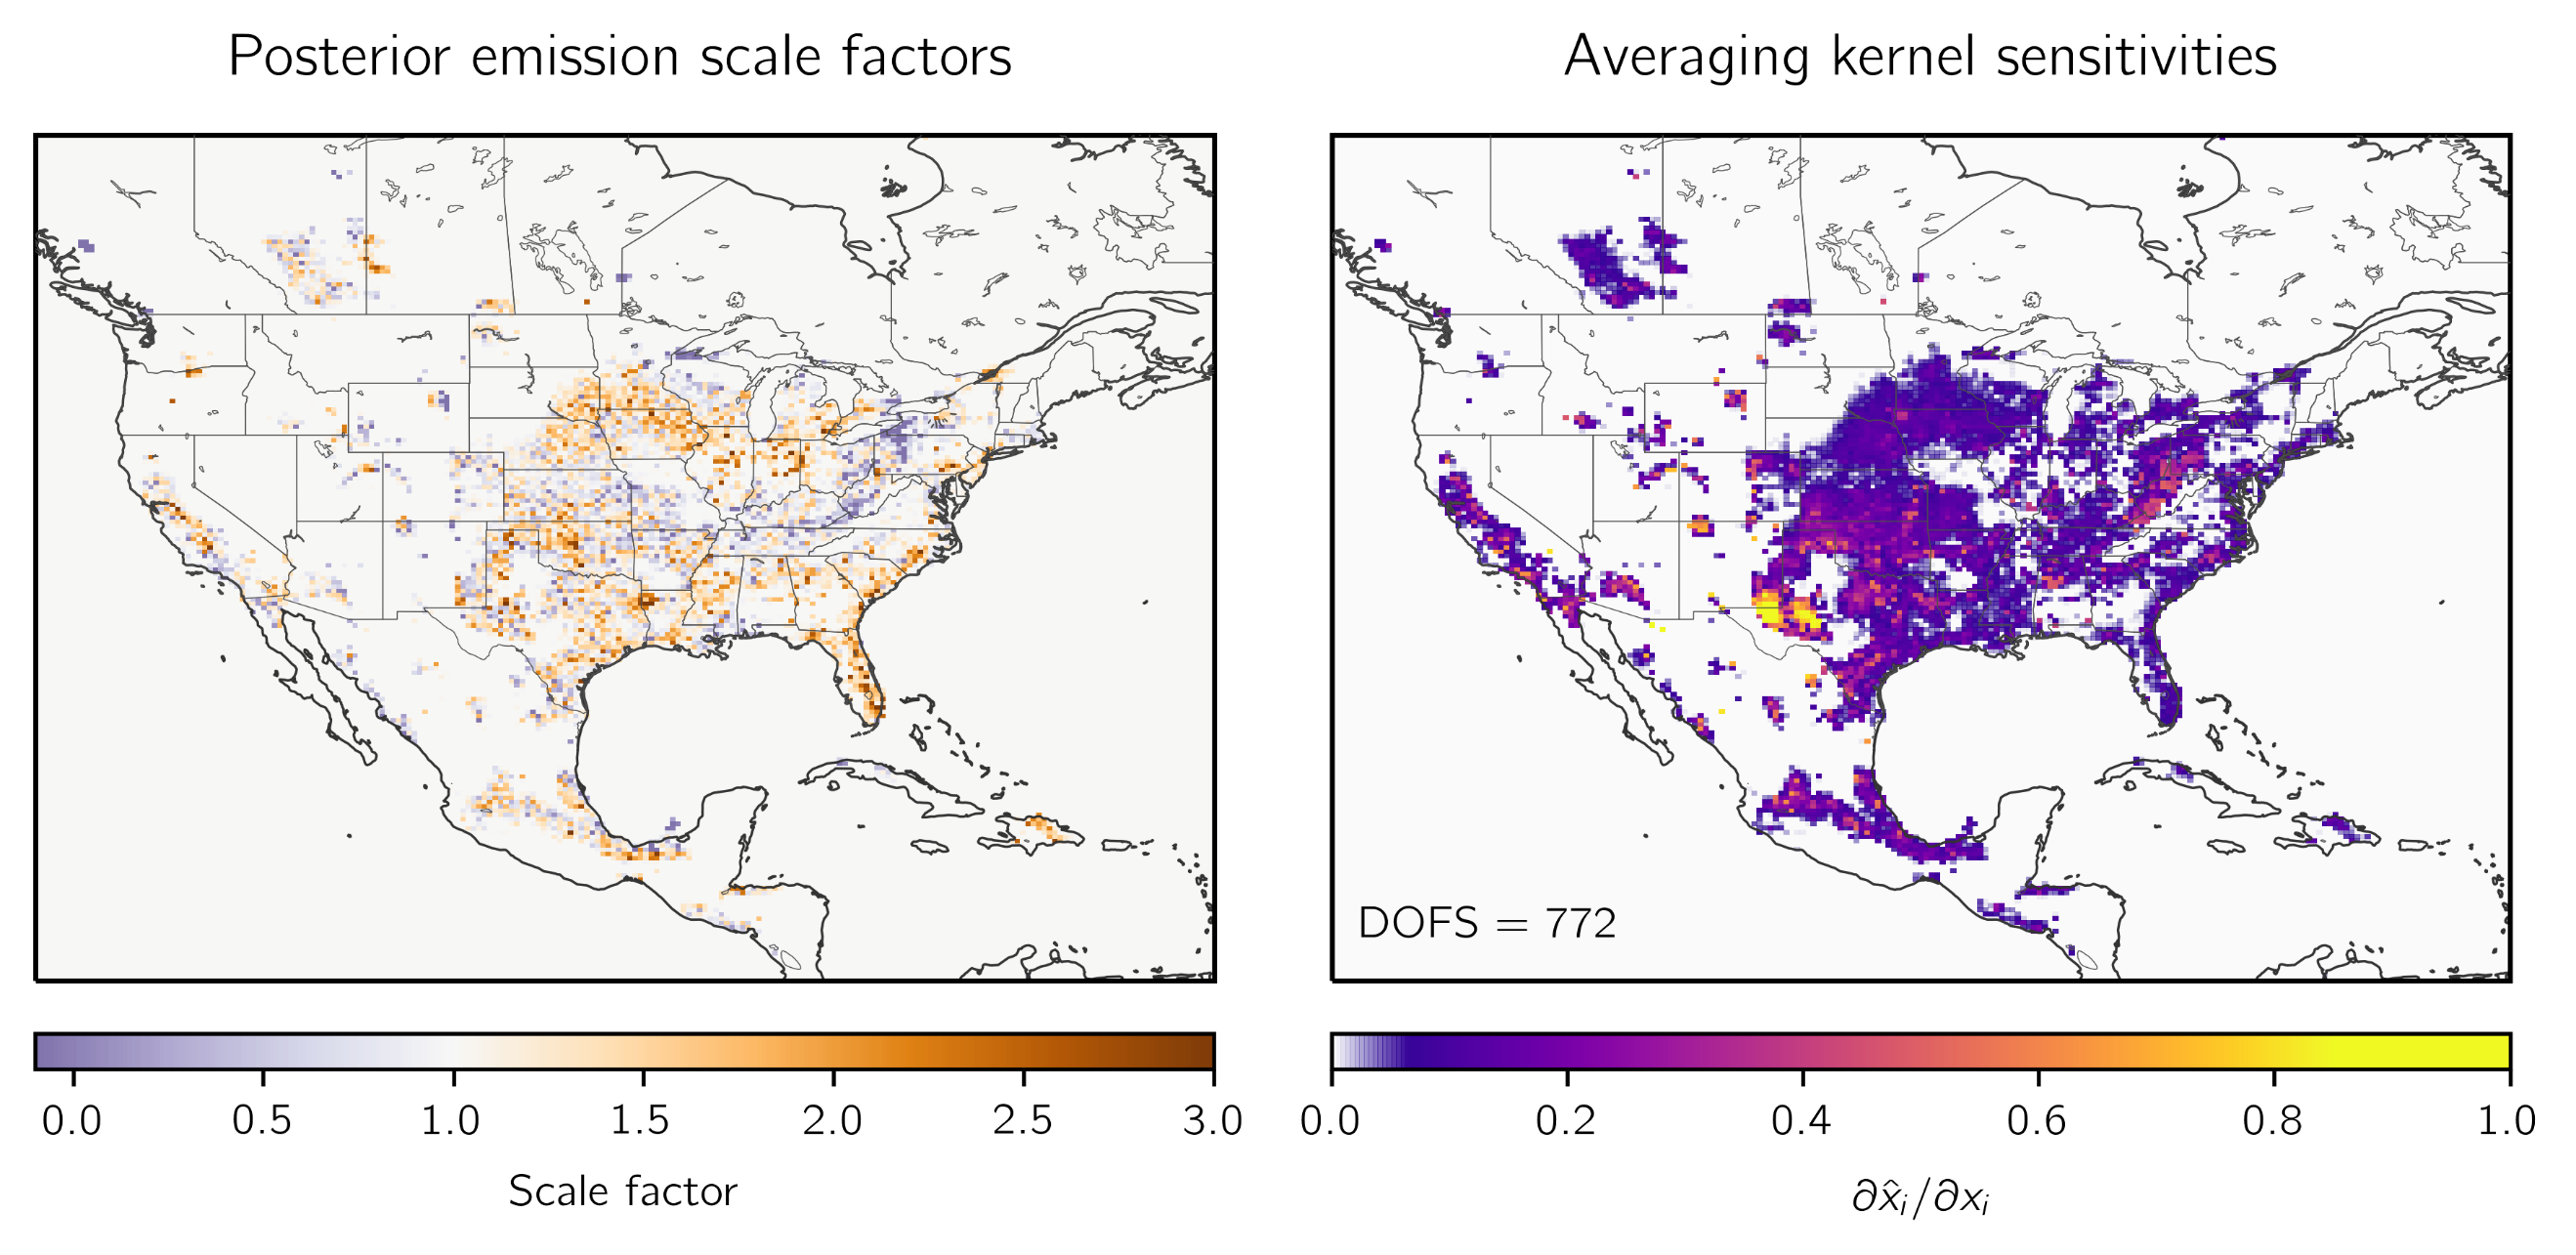 Posterior emission scale factors
Averaging kernel sensitivities
DOFS = 772
0.0 0.5 1.0 1.5 2.0 2.5 3.0
Scale factor
0.0 0.2 0.4 0.6 0.8 1.0
∂x̂ᵢ/∂xᵢ